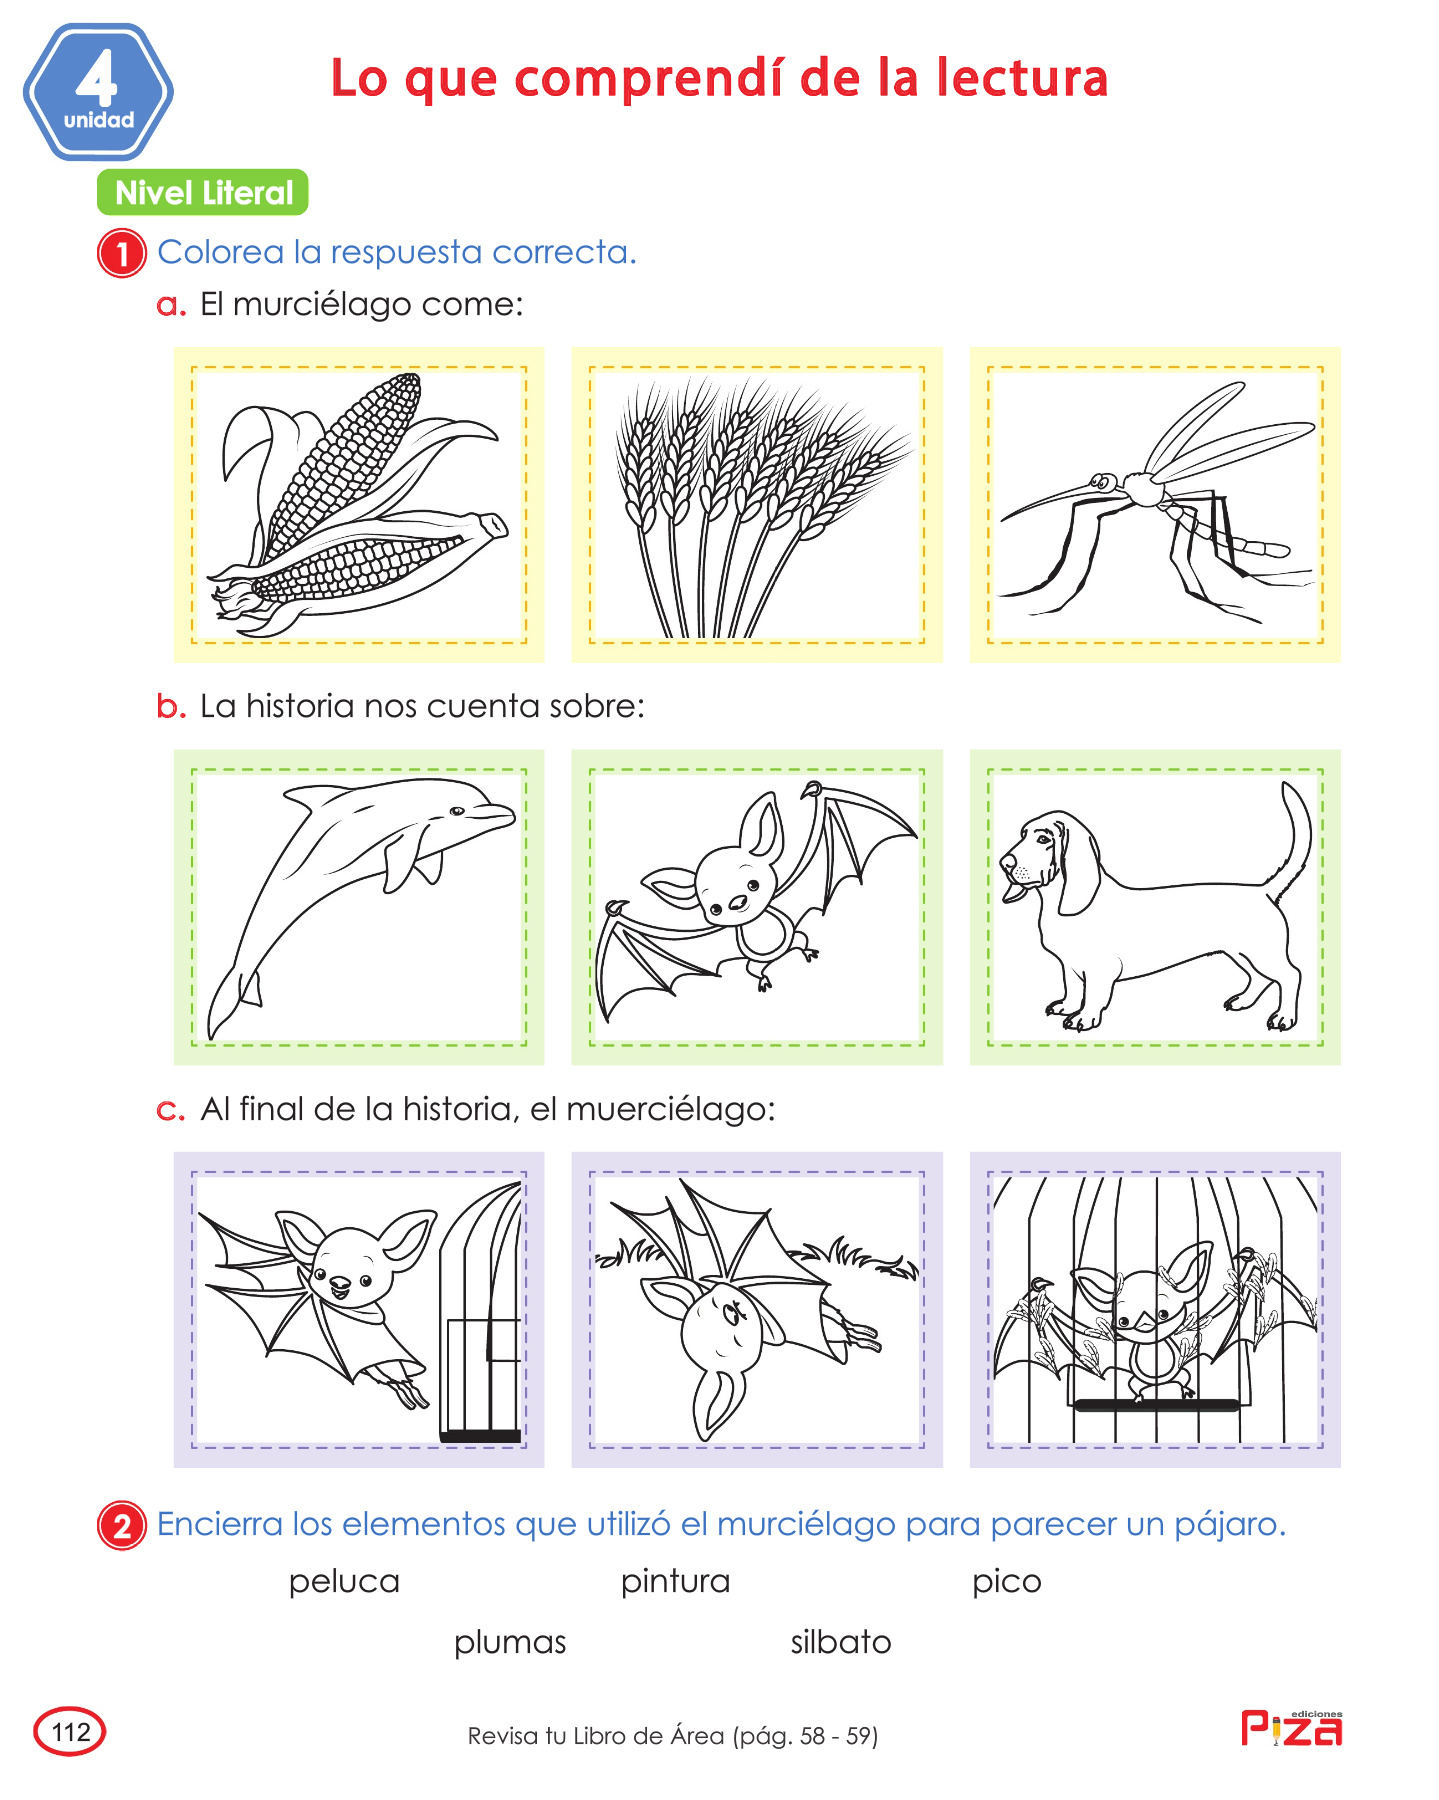 4
unidad
Lo que comprendí de la lectura
Nivel Literal
1 Colorea la respuesta correcta.
a. El murciélago come:
b. La historia nos cuenta sobre:
c. Al final de la historia, el muerciélago:
2 Encierra los elementos que utilizó el murciélago para parecer un pájaro.
peluca pintura pico
plumas silbato
112
Revisa tu Libro de Área (pág. 58 - 59)
ediciones
Piza